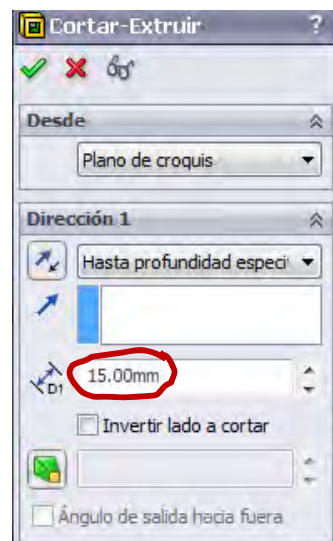 Cortar-Extruir ?
Desde
Plano de croquis
Dirección 1
Hasta profundidad especi
D1 15.00mm
Invertir lado a cortar
Ángulo de salida hacia fuera